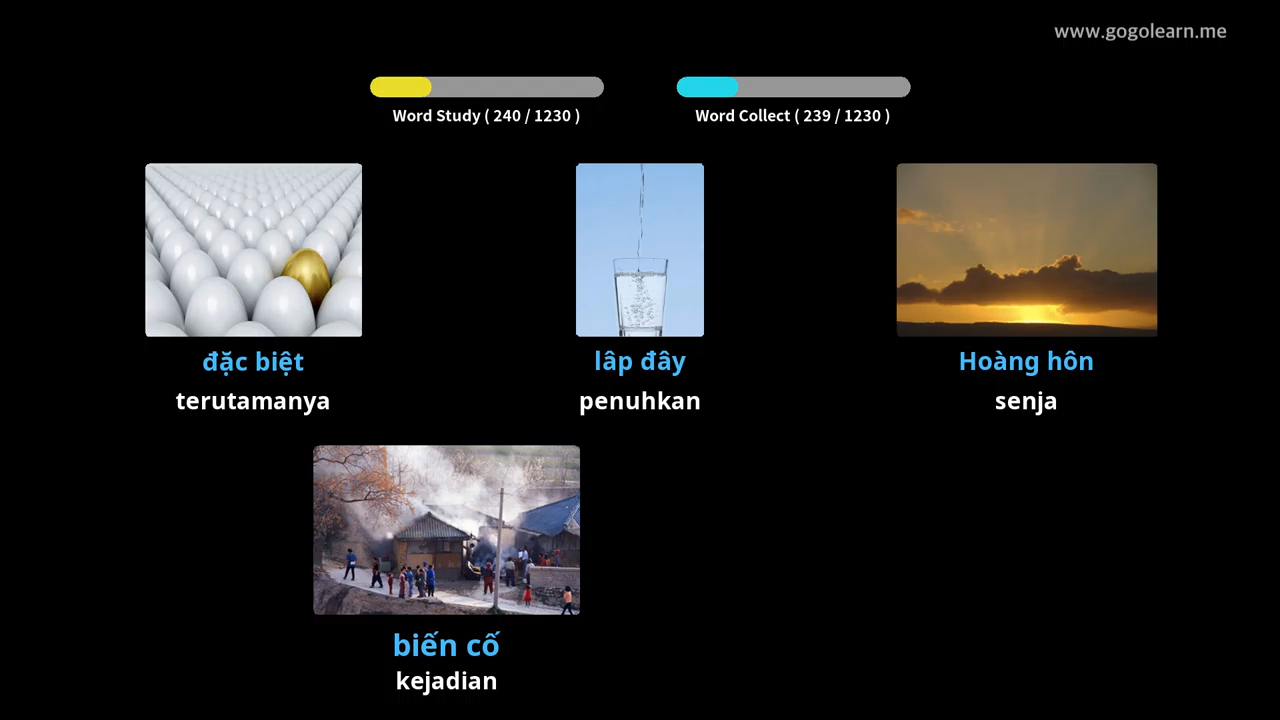 www.gogolearn.me
Word Study ( 240 / 1230 )
Word Collect ( 239 / 1230 )
đặc biệt
lâp đây
Hoàng hôn
terutamanya
penuhkan
senja
biến cố
kejadian